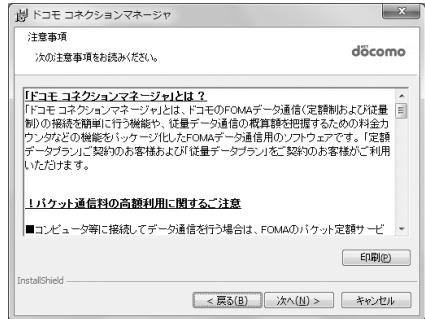 ドコモ コネクションマネージャ
注意事項
次の注意事項をお読みください。
döcomo
「ドコモ コネクションマネージャ」とは？
「ドコモ コネクションマネージャ」とは、ドコモのFOMAデータ通信（定額制および従量
制）の接続を簡単に行う機能や、従量データ通信の概算額を把握するための料金カ
ウンタなどの機能をパッケージ化したFOMAデータ通信用のソフトウェアです。「定額
データプラン」ご契約のお客様および「従量データプラン」をご契約のお客様がご利用
いただけます。
！パケット通信料の高額利用に関するご注意
■コンピュータ等に接続してデータ通信を行う場合は、FOMAのパケット定額サービ
印刷(P)
InstallShield
< 戻る(B)
次へ(N) >
キャンセル